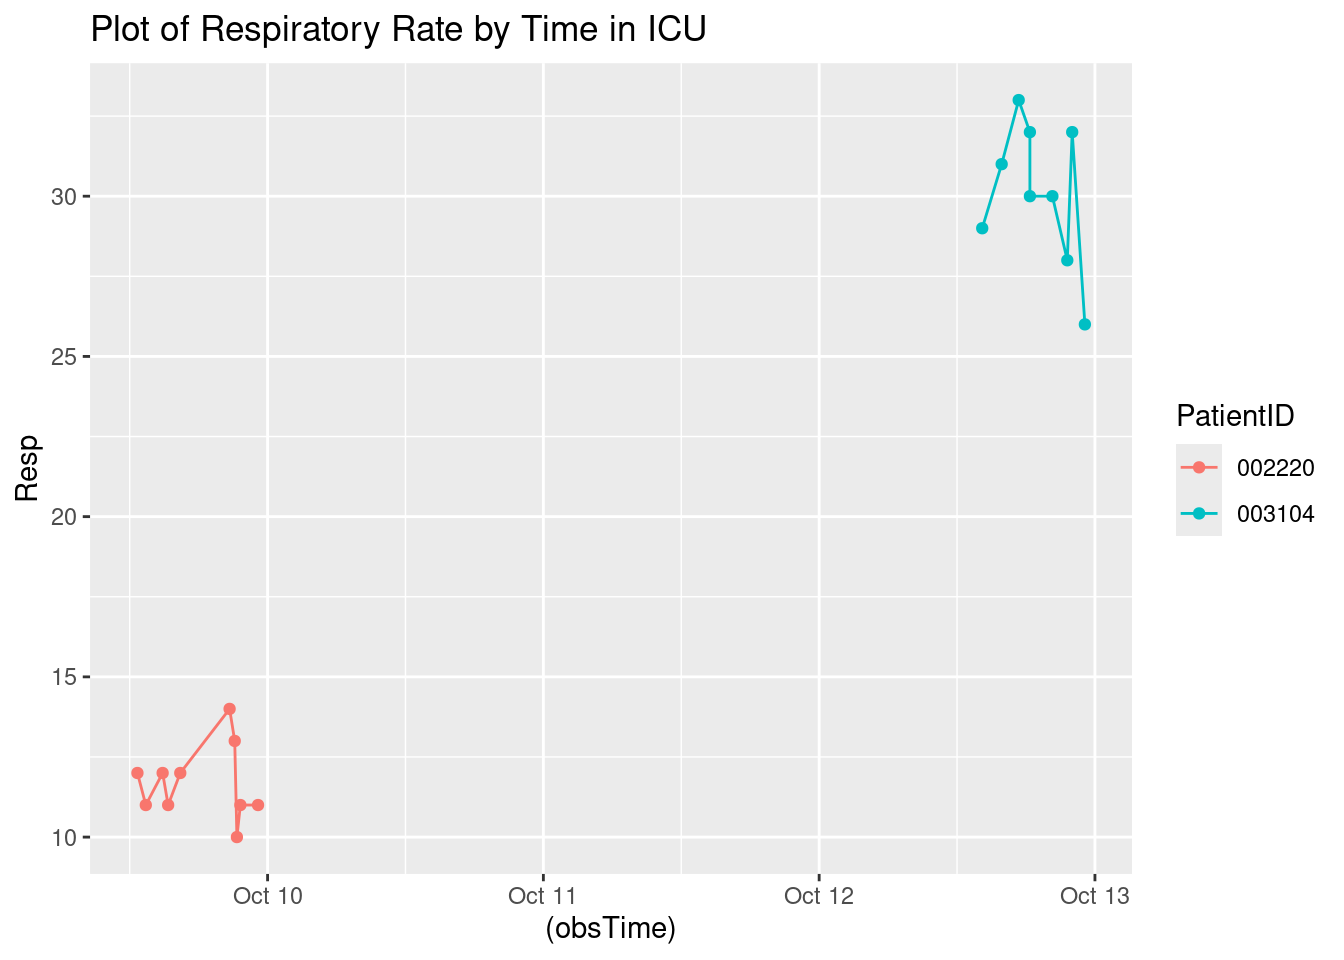 Plot of Respiratory Rate by Time in ICU
Resp
30
25
20
15
10
Oct 10
Oct 11
Oct 12
Oct 13
(obsTime)
PatientID
002220
003104